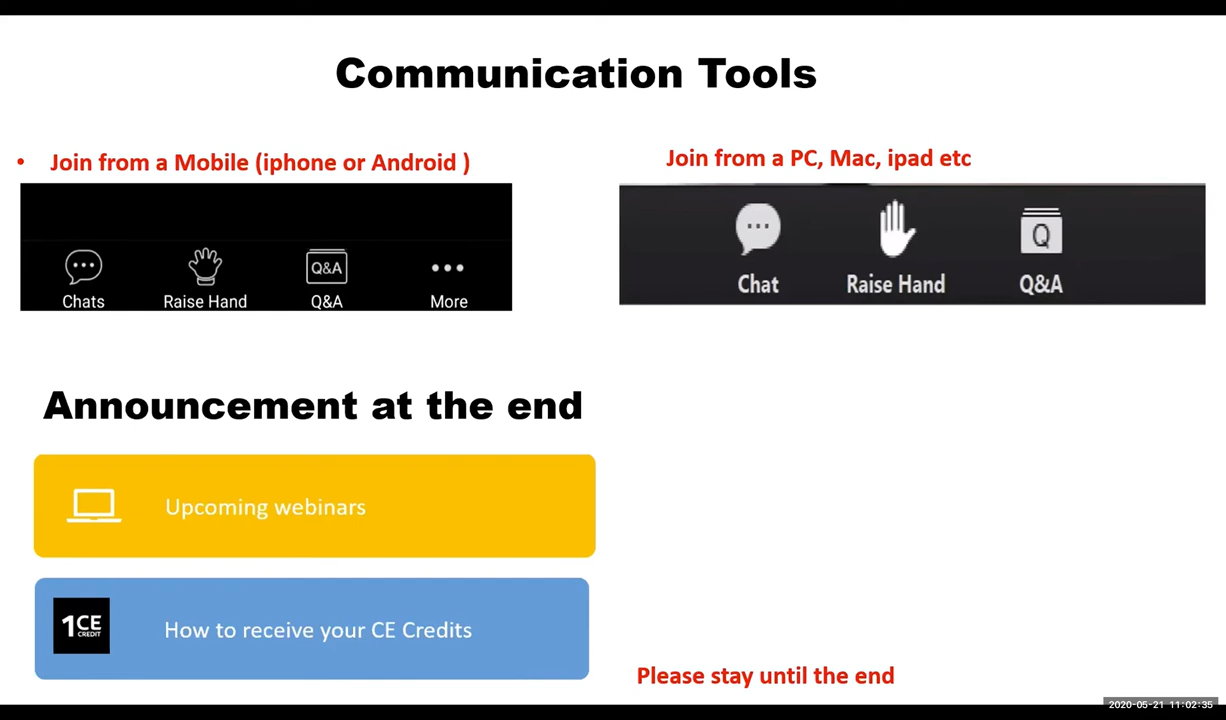 Communication Tools
• Join from a Mobile (iphone or Android )
Chats Raise Hand Q&A Q&A More
Join from a PC, Mac, ipad etc
Q
Chat Raise Hand Q&A
Announcement at the end
Upcoming webinars
1CE CREDIT
How to receive your CE Credits
Please stay until the end
2020-05-21 11:02:35